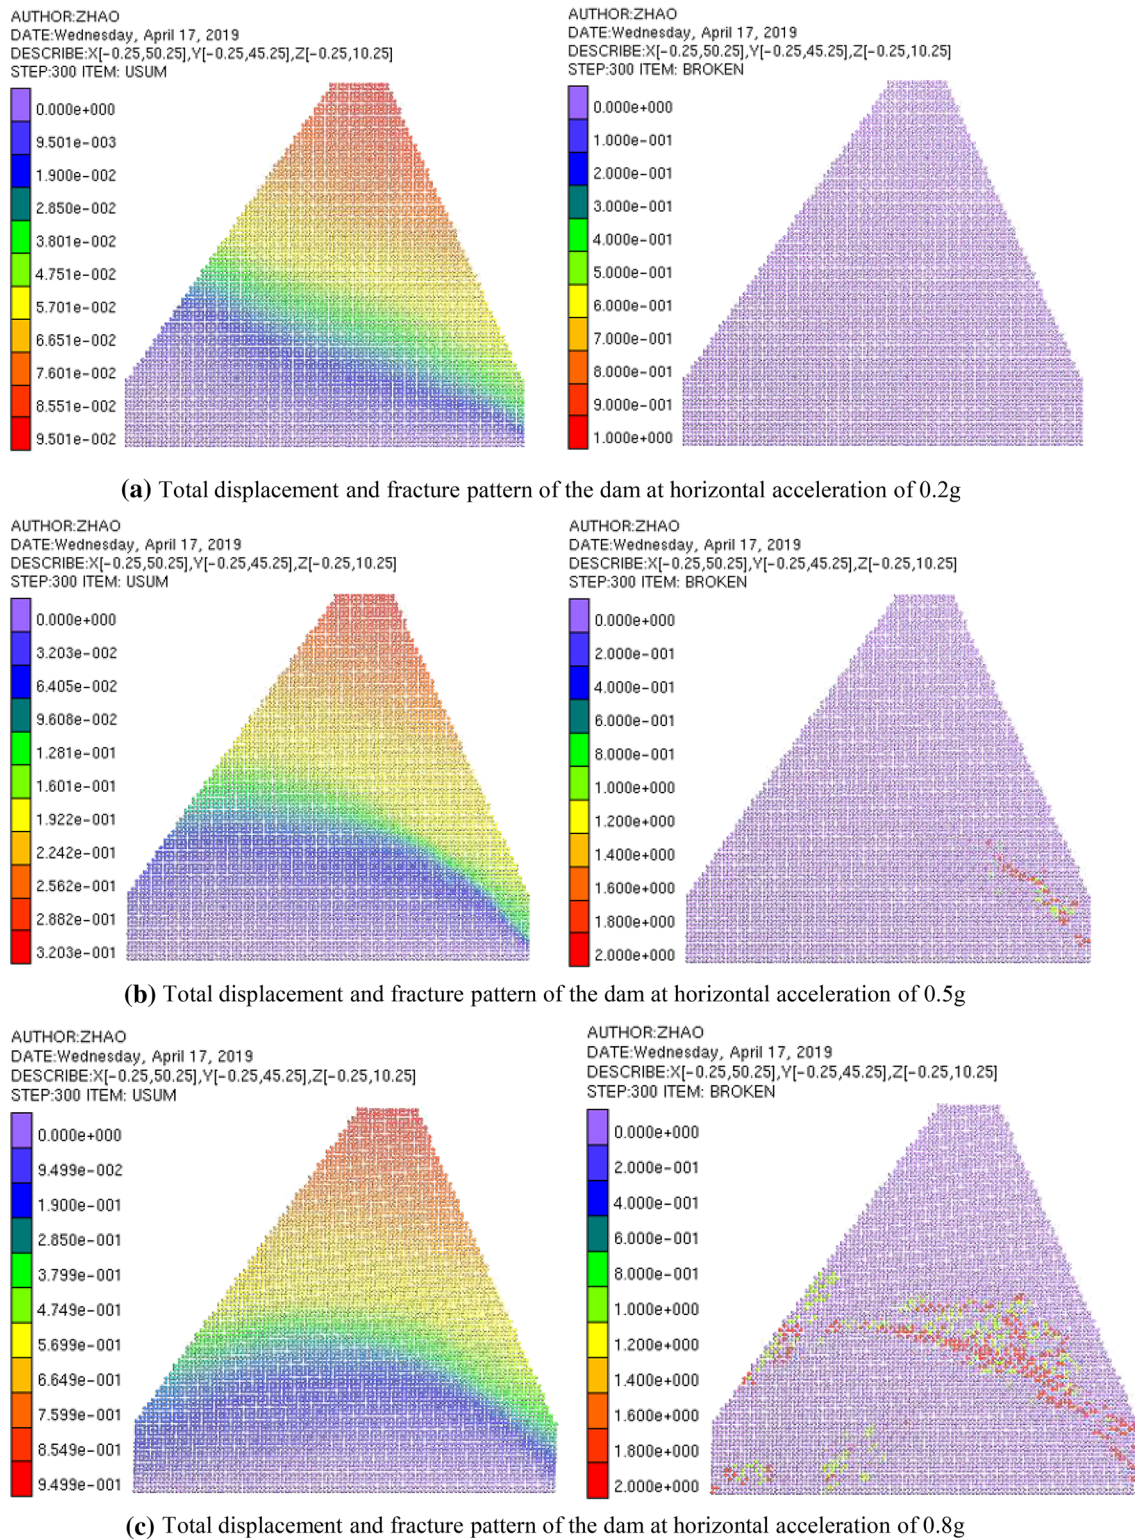 AUTHOR:ZHAO
DATE:Wednesday, April 17, 2019
DESCRIBE:X[-0.25,50.25],Y[-0.25,45.25],Z[-0.25,10.25]
STEP:300 ITEM: USUM
0.000e+000
9.501e-003
1.900e-002
2.850e-002
3.801e-002
4.751e-002
5.701e-002
6.651e-002
7.601e-002
8.551e-002
9.501e-002
AUTHOR:ZHAO
DATE:Wednesday, April 17, 2019
DESCRIBE:X[-0.25,50.25],Y[-0.25,45.25],Z[-0.25,10.25]
STEP:300 ITEM: BROKEN
0.000e+000
1.000e-001
2.000e-001
3.000e-001
4.000e-001
5.000e-001
6.000e-001
7.000e-001
8.000e-001
9.000e-001
1.000e+000
(a) Total displacement and fracture pattern of the dam at horizontal acceleration of 0.2g
AUTHOR:ZHAO
DATE:Wednesday, April 17, 2019
DESCRIBE:X[-0.25,50.25],Y[-0.25,45.25],Z[-0.25,10.25]
STEP:300 ITEM: USUM
0.000e+000
3.203e-002
6.405e-002
9.608e-002
1.281e-001
1.601e-001
1.922e-001
2.242e-001
2.562e-001
2.882e-001
3.203e-001
AUTHOR:ZHAO
DATE:Wednesday, April 17, 2019
DESCRIBE:X[-0.25,50.25],Y[-0.25,45.25],Z[-0.25,10.25]
STEP:300 ITEM: BROKEN
0.000e+000
2.000e-001
4.000e-001
6.000e-001
8.000e-001
1.000e+000
1.200e+000
1.400e+000
1.600e+000
1.800e+000
2.000e+000
(b) Total displacement and fracture pattern of the dam at horizontal acceleration of 0.5g
AUTHOR:ZHAO
DATE:Wednesday, April 17, 2019
DESCRIBE:X[-0.25,50.25],Y[-0.25,45.25],Z[-0.25,10.25]
STEP:300 ITEM: USUM
0.000e+000
9.499e-002
1.900e-001
2.850e-001
3.799e-001
4.749e-001
5.699e-001
6.649e-001
7.599e-001
8.549e-001
9.499e-001
AUTHOR:ZHAO
DATE:Wednesday, April 17, 2019
DESCRIBE:X[-0.25,50.25],Y[-0.25,45.25],Z[-0.25,10.25]
STEP:300 ITEM: BROKEN
0.000e+000
2.000e-001
4.000e-001
6.000e-001
8.000e-001
1.000e+000
1.200e+000
1.400e+000
1.600e+000
1.800e+000
2.000e+000
(c) Total displacement and fracture pattern of the dam at horizontal acceleration of 0.8g